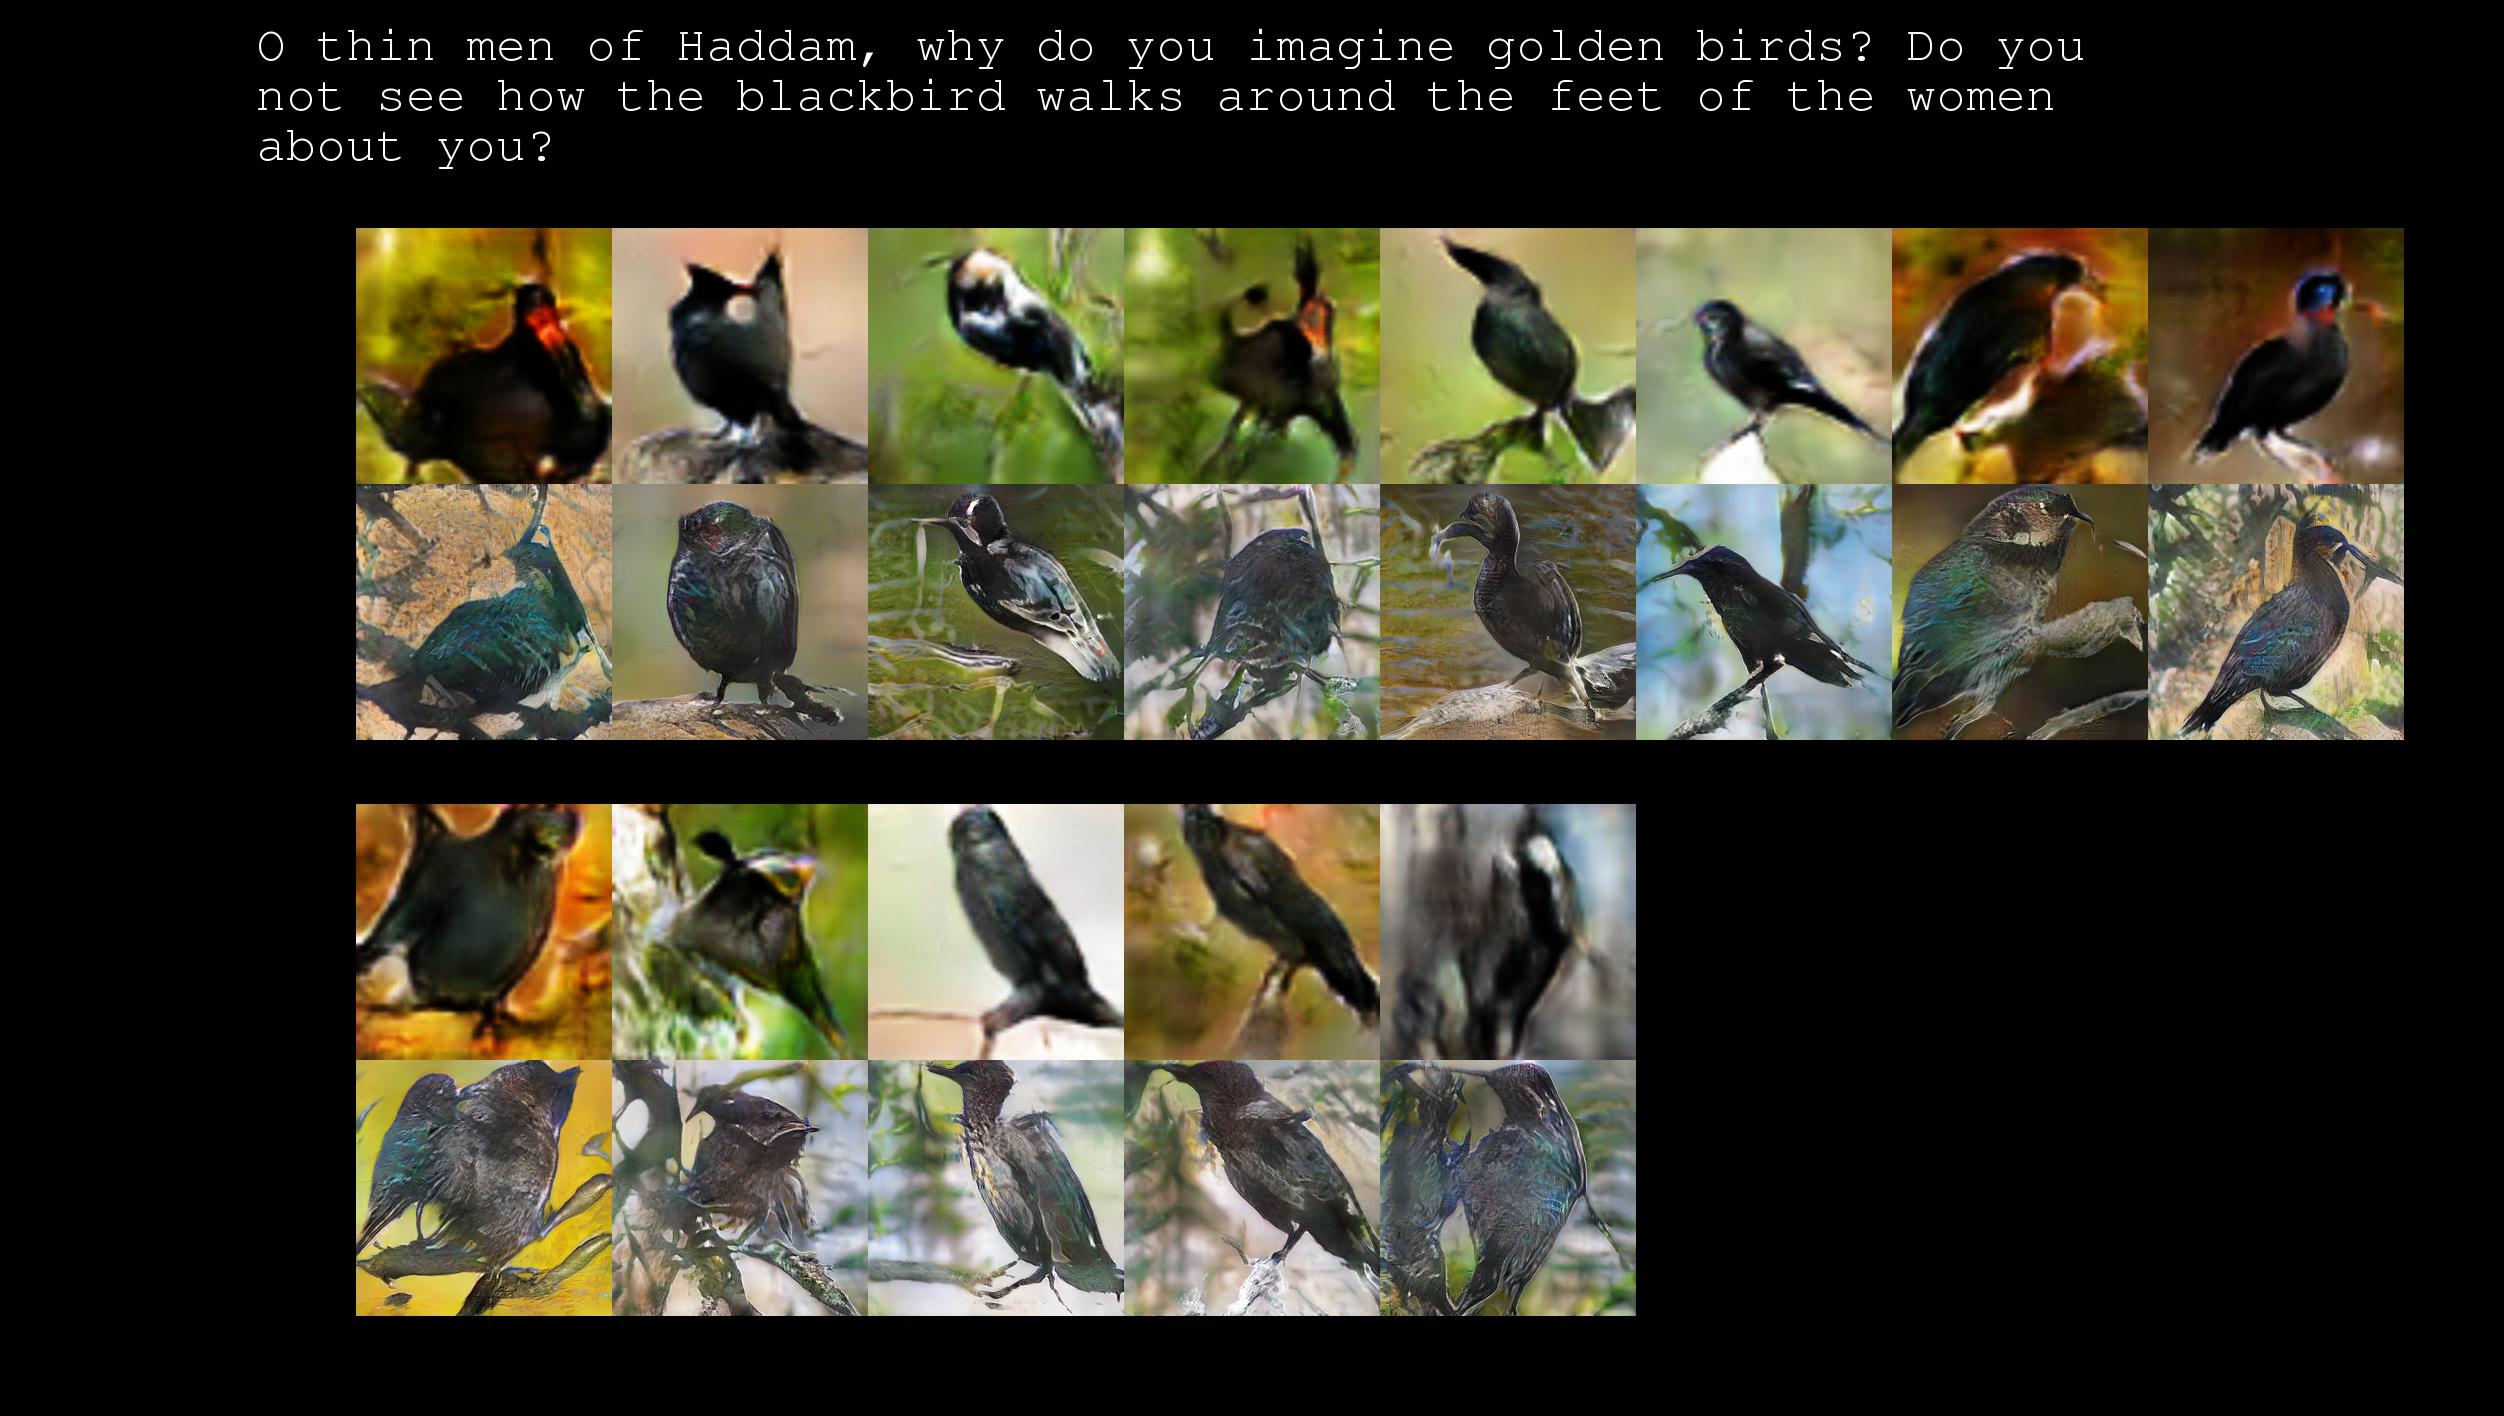 O thin men of Haddam, why do you imagine golden birds? Do you
not see how the blackbird walks around the feet of the women
about you?